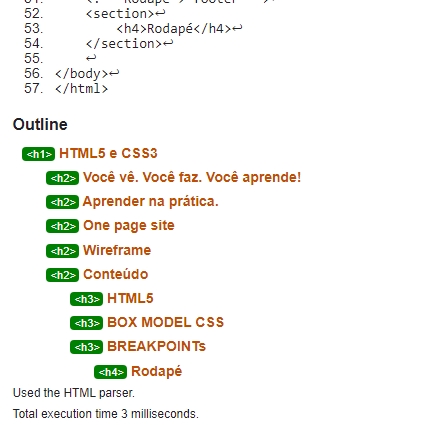 52. <section>↩
53. <h4>Rodapé</h4>↩
54. </section>↩
55. ↩
56. </body>↩
57. </html>
Outline
<h1> HTML5 e CSS3
<h2> Você vê. Você faz. Você aprende!
<h2> Aprender na prática.
<h2> One page site
<h2> Wireframe
<h2> Conteúdo
<h3> HTML5
<h3> BOX MODEL CSS
<h3> BREAKPOINTs
<h4> Rodapé
Used the HTML parser.
Total execution time 3 milliseconds.